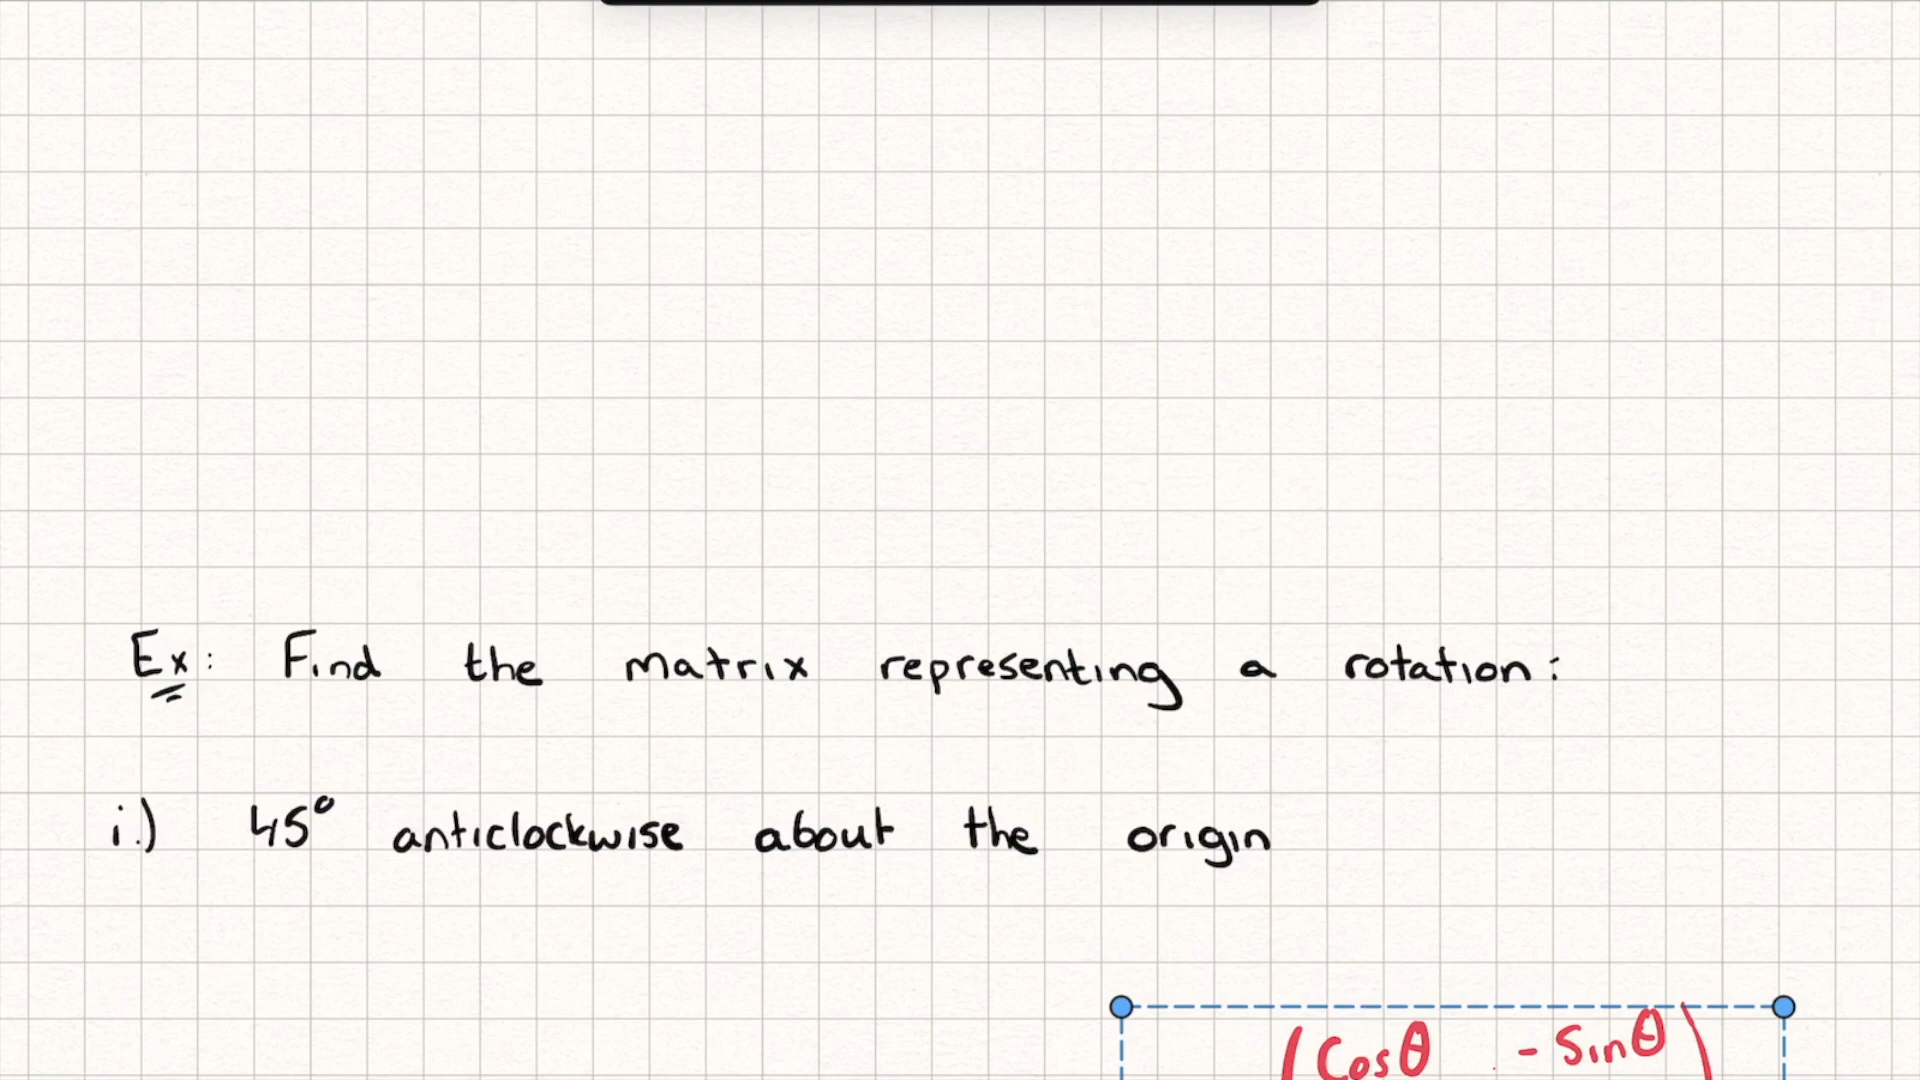 Ex: Find the matrix representing a rotation:
i.) 45° anticlockwise about the origin
(Cosθ -Sinθ)